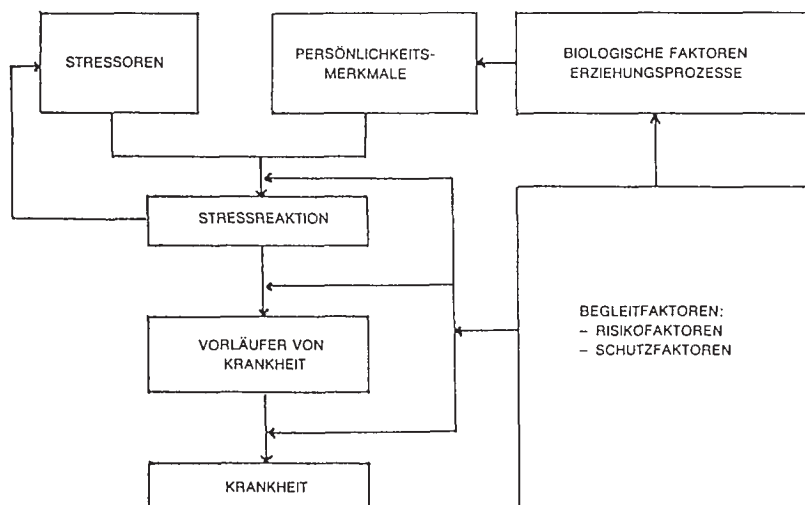 STRESSOREN
PERSÖNLICHKEITS-
MERKMALE
BIOLOGISCHE FAKTOREN
ERZIEHUNGSPROZESSE
STRESSREAKTION
VORLÄUFER VON
KRANKHEIT
BEGLEITFAKTOREN:
– RISIKOFAKTOREN
– SCHUTZFAKTOREN
KRANKHEIT